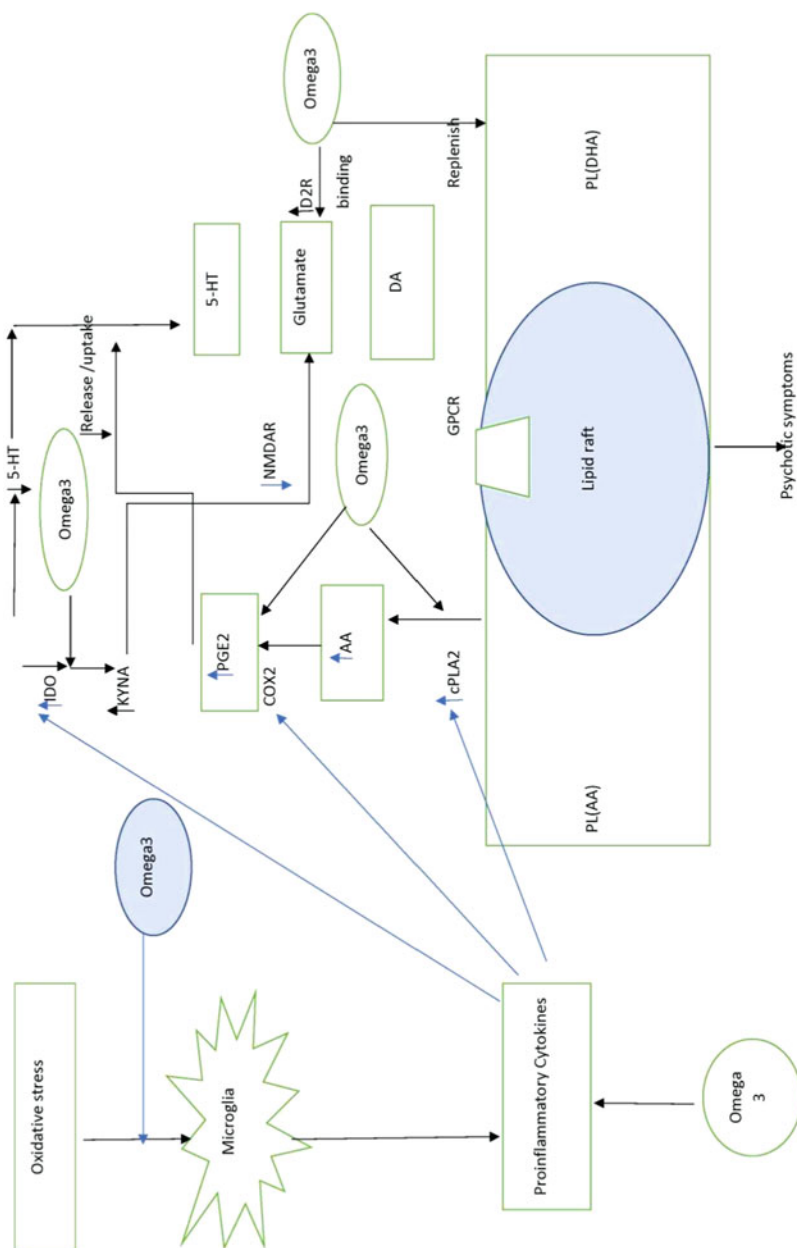 Oxidative stress
Microglia
Proinflammatory Cytokines
Omega
3
Omega3
IDO
KYNA
PGE2
COX2
AA
cPLA2
5-HT
Omega3
Release /uptake
NMDAR
Omega3
5-HT
Glutamate
DA
D2R
binding
Omega3
Replenish
PL(AA)
GPCR
Lipid raft
PL(DHA)
Psychotic symptoms